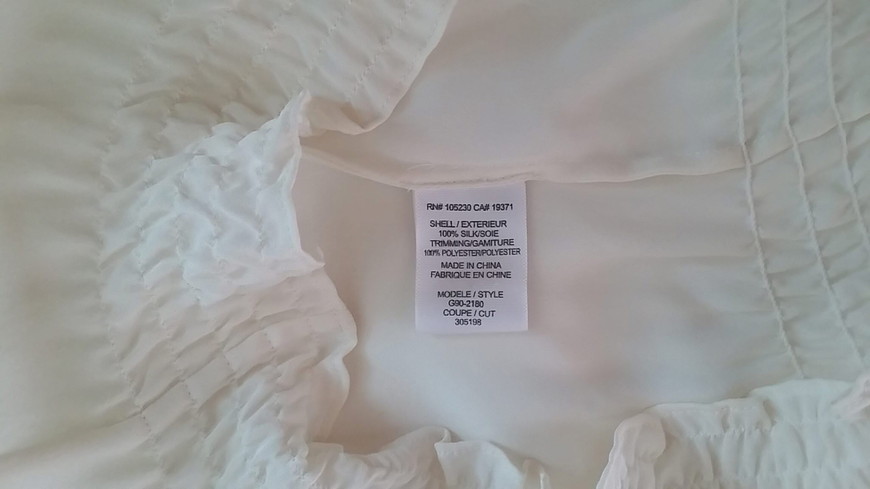 RN# 105230 CA# 19371
SHELL / EXTERIEUR
100% SILK/SOIE
TRIMMING/GAMITURE
100% POLYESTER/POLYESTER
MADE IN CHINA
FABRIQUE EN CHINE
MODELE / STYLE
G90-2180
COUPE / CUT
305198